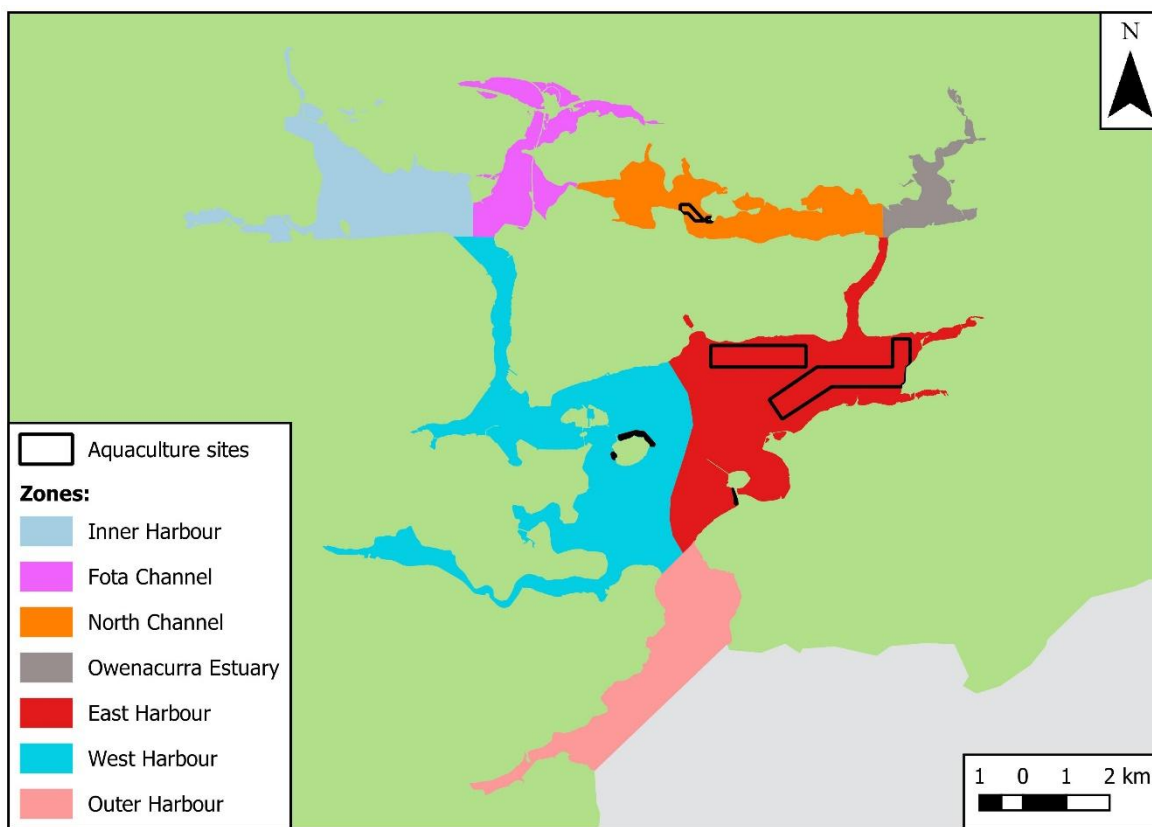 N
Aquaculture sites
Zones:
Inner Harbour
Fota Channel
North Channel
Owenacurra Estuary
East Harbour
West Harbour
Outer Harbour
1 0 1 2 km